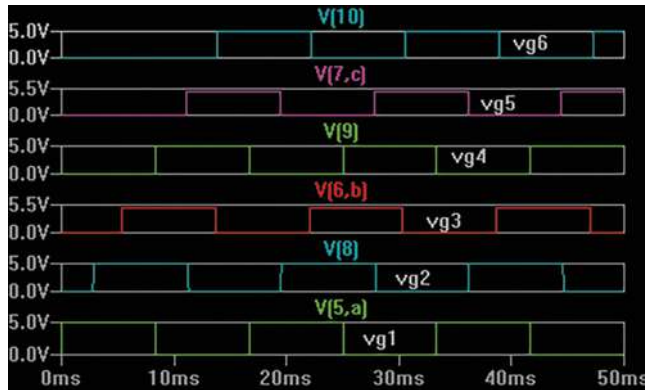 V(10)
5.0V
0.0V
vg6
V(7,c)
5.5V
0.0V
vg5
V(9)
5.0V
0.0V
vg4
V(6,b)
5.5V
0.0V
vg3
V(8)
5.0V
0.0V
vg2
V(5,a)
5.0V
0.0V
vg1
0ms 10ms 20ms 30ms 40ms 50ms